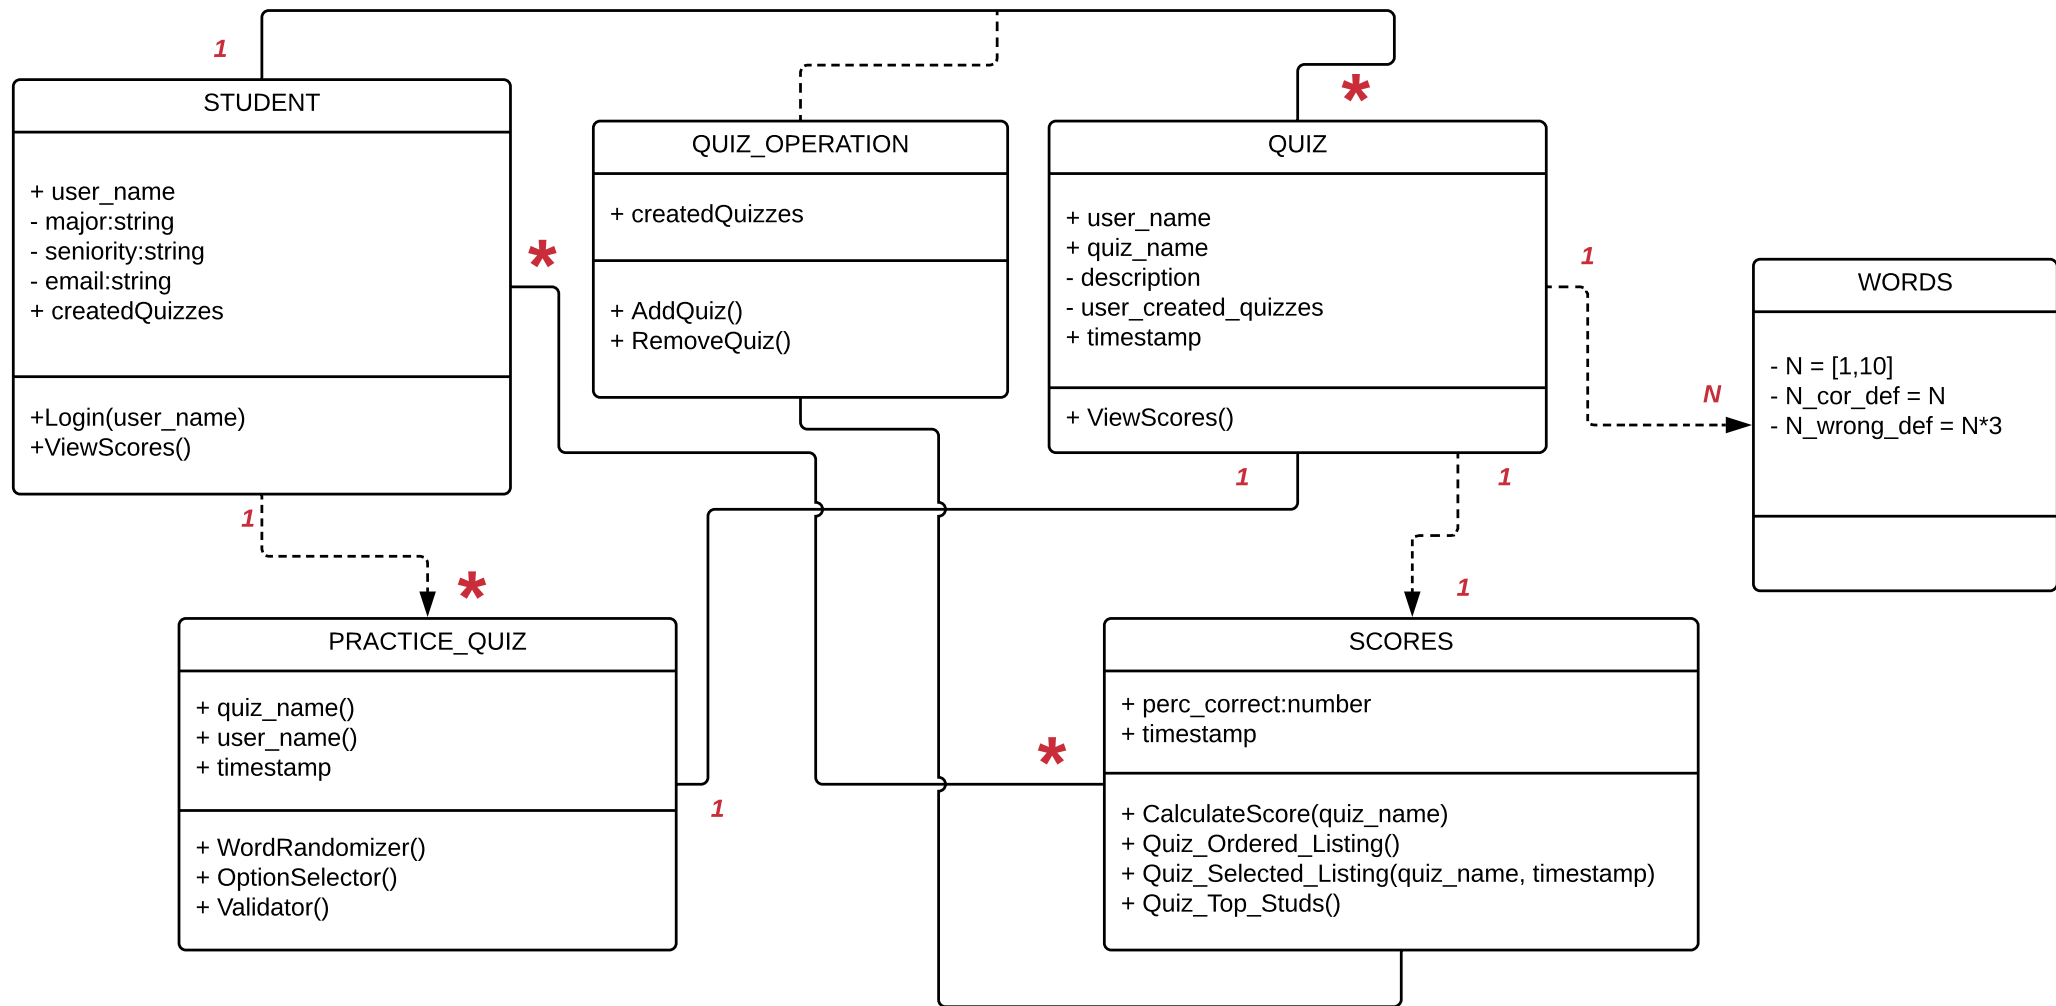 1
*
STUDENT
+ user_name
- major:string
- seniority:string
- email:string
+ createdQuizzes
+Login(user_name)
+ViewScores()
QUIZ_OPERATION
+ createdQuizzes
+ AddQuiz()
+ RemoveQuiz()
QUIZ
+ user_name
+ quiz_name
- description
- user_created_quizzes
+ timestamp
+ ViewScores()
*
1
N
WORDS
- N = [1,10]
- N_cor_def = N
- N_wrong_def = N*3
1
1
1
*
1
PRACTICE_QUIZ
+ quiz_name()
+ user_name()
+ timestamp
+ WordRandomizer()
+ OptionSelector()
+ Validator()
1
*
SCORES
+ perc_correct:number
+ timestamp
+ CalculateScore(quiz_name)
+ Quiz_Ordered_Listing()
+ Quiz_Selected_Listing(quiz_name, timestamp)
+ Quiz_Top_Studs()